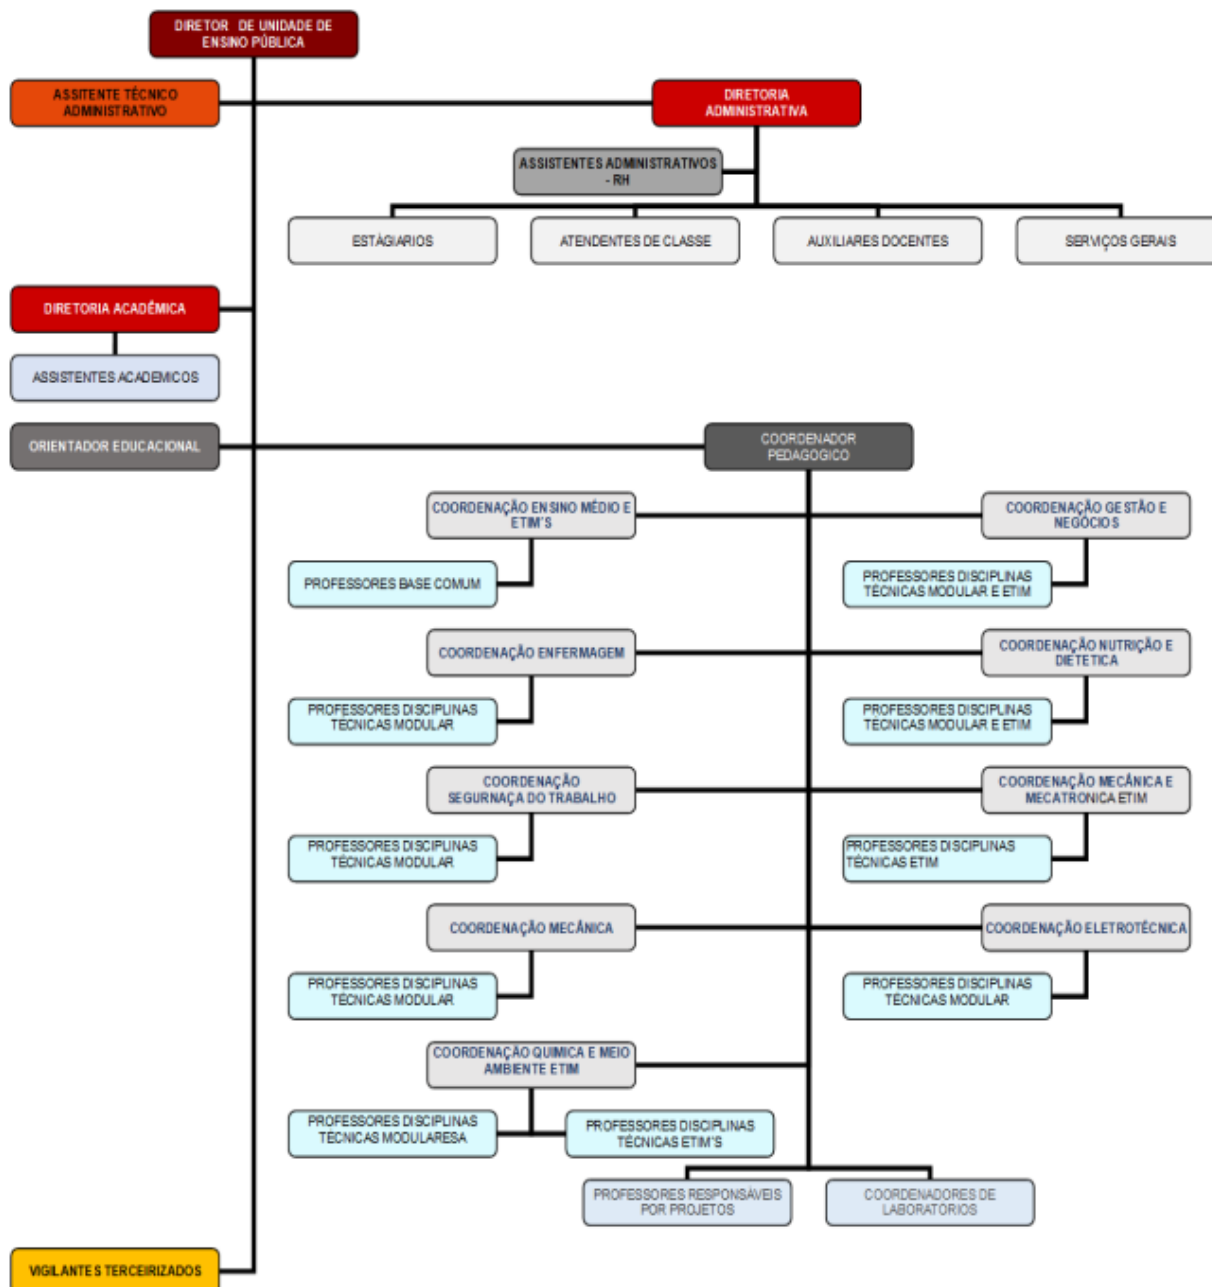 DIRETOR DE UNIDADE DE
ENSINO PÚBLICA
ASSITENTE TÉCNICO
ADMINISTRATIVO
DIRETORIA
ADMINISTRATIVA
ASSISTENTES ADMINISTRATIVOS
- RH
ESTÁGIARIOS
ATENDENTES DE CLASSE
AUXILIARES DOCENTES
SERVIÇOS GERAIS
DIRETORIA ACADÊMICA
ASSISTENTES ACADEMICOS
ORIENTADOR EDUCACIONAL
COORDENADOR
PEDAGOGICO
COORDENAÇÃO ENSINO MÉDIO E
ETIM'S
COORDENAÇÃO GESTÃO E
NEGÓCIOS
PROFESSORES BASE COMUM
PROFESSORES DISCIPLINAS
TÉCNICAS MODULAR E ETIM
COORDENAÇÃO ENFERMAGEM
COORDENAÇÃO NUTRIÇÃO E
DIETETICA
PROFESSORES DISCIPLINAS
TÉCNICAS MODULAR
PROFESSORES DISCIPLINAS
TÉCNICAS MODULAR E ETIM
COORDENAÇÃO
SEGURNAÇA DO TRABALHO
COORDENAÇÃO MECÂNICA E
MECATRONICA ETIM
PROFESSORES DISCIPLINAS
TÉCNICAS MODULAR
PROFESSORES DISCIPLINAS
TÉCNICAS ETIM
COORDENAÇÃO MECÂNICA
COORDENAÇÃO ELETROTÉCNICA
PROFESSORES DISCIPLINAS
TÉCNICAS MODULAR
PROFESSORES DISCIPLINAS
TÉCNICAS MODULAR
COORDENAÇÃO QUIMICA E MEIO
AMBIENTE ETIM
PROFESSORES DISCIPLINAS
TÉCNICAS MODULARESA
PROFESSORES DISCIPLINAS
TÉCNICAS ETIM'S
PROFESSORES RESPONSÁVEIS
POR PROJETOS
COORDENADORES DE
LABORATÓRIOS
VIGILANTES TERCEIRIZADOS